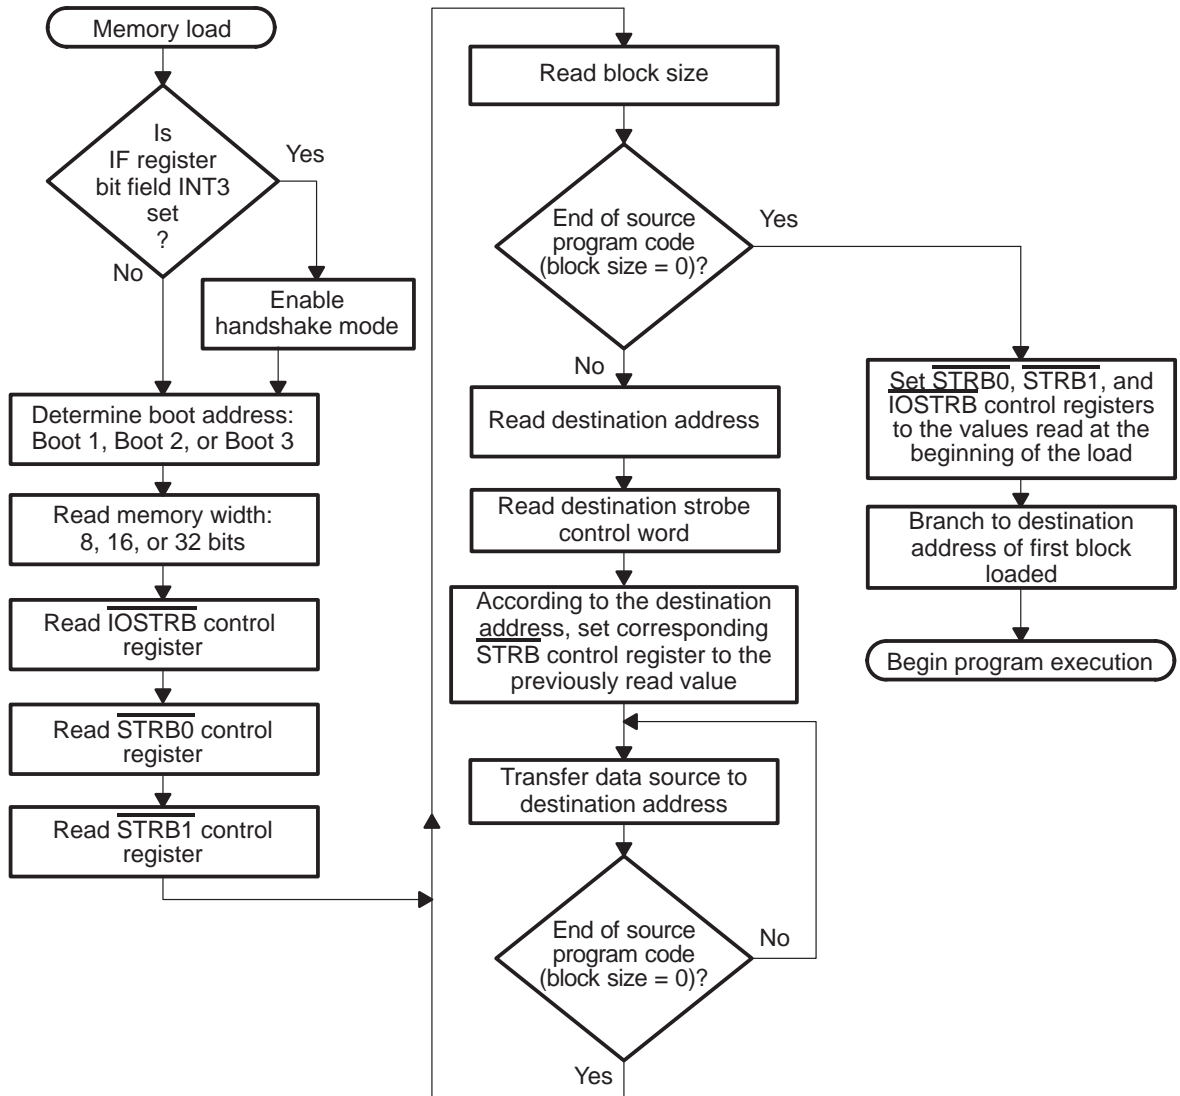 Memory load
Is
IF register
bit field INT3
set
?
Yes
No
Enable
handshake mode
Determine boot address:
Boot 1, Boot 2, or Boot 3
Read memory width:
8, 16, or 32 bits
Read IOSTRB control
register
Read STRB0 control
register
Read STRB1 control
register
Read block size
End of source
program code
(block size = 0)?
Yes
No
Read destination address
Read destination strobe
control word
According to the destination
address, set corresponding
STRB control register to the
previously read value
Transfer data source to
destination address
End of source
program code
(block size = 0)?
No
Yes
Set STRB0, STRB1, and
IOSTRB control registers
to the values read at the
beginning of the load
Branch to destination
address of first block
loaded
Begin program execution